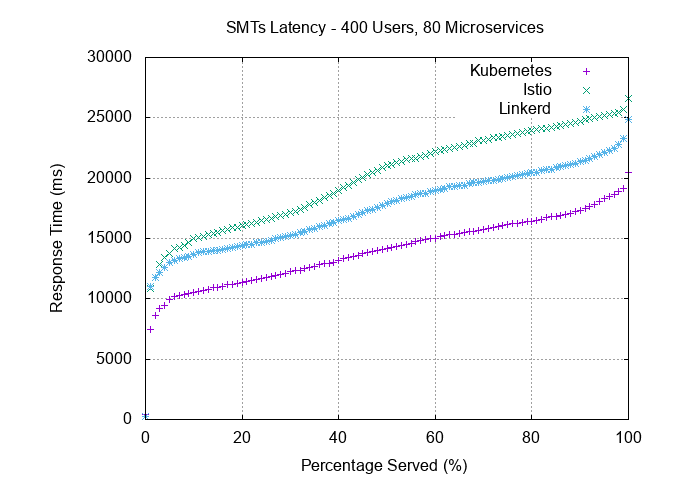 SMTs Latency - 400 Users, 80 Microservices
30000
25000
20000
15000
10000
5000
0
Response Time (ms)
Kubernetes
Istio
Linkerd
0 20 40 60 80 100
Percentage Served (%)